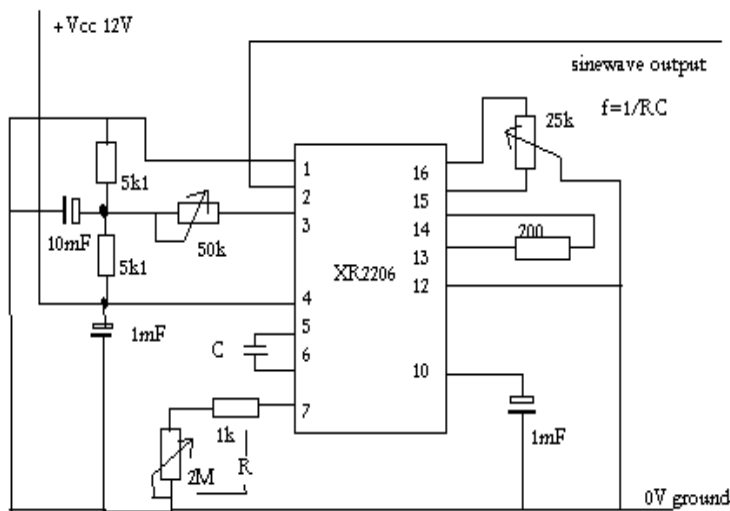 +Vcc 12V
sinewave output
f=1/RC
25k
1
2
3
4
5
6
7
16
15
14
13
12
10
XR2206
5k1
10mF
50k
5k1
200
1mF
C
1k
2M
R
1mF
0V ground